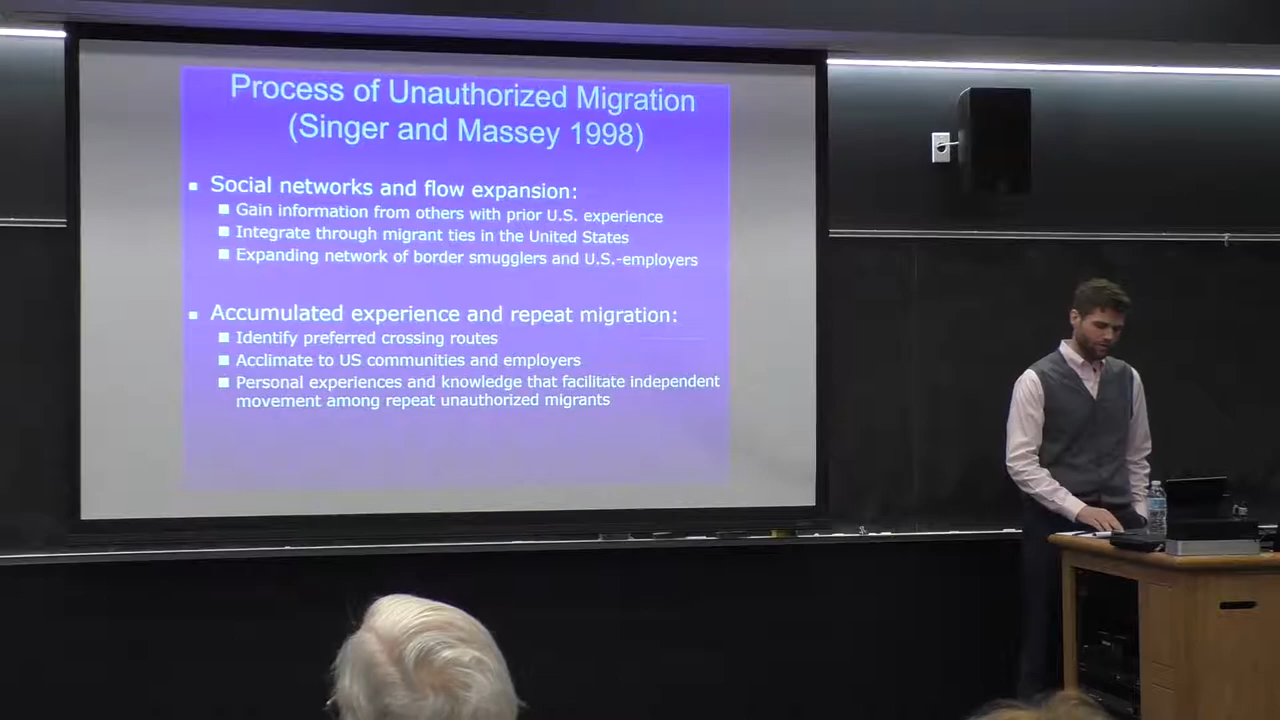 Process of Unauthorized Migration
(Singer and Massey 1998)
Social networks and flow expansion:
Gain information from others with prior U.S. experience
Integrate through migrant ties in the United States
Expanding network of border smugglers and U.S.-employers
Accumulated experience and repeat migration:
Identify preferred crossing routes
Acclimate to US communities and employers
Personal experiences and knowledge that facilitate independent
movement among repeat unauthorized migrants